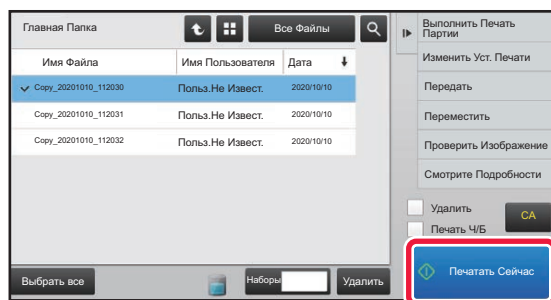 Главная Папка
Все Файлы
Имя Файла
Имя Пользователя
Дата
Copy_20201010_112030
Польз.Не Извест.
2020/10/10
Copy_20201010_112031
Польз.Не Извест.
2020/10/10
Copy_20201010_112032
Польз.Не Извест.
2020/10/10
Выбрать все
Наборы
Удалить
Выполнить Печать
Партии
Изменить Уст. Печати
Передать
Переместить
Проверить Изображение
Смотрите Подробности
Удалить
Печать Ч/Б
CA
Печатать Сейчас